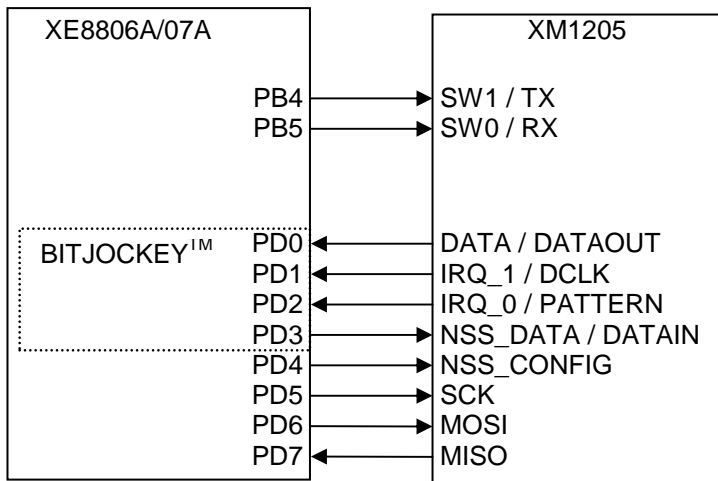 XE8806A/07A XM1205
PB4 SW1 / TX
PB5 SW0 / RX
BITJOCKEY™ PD0 DATA / DATAOUT
PD1 IRQ_1 / DCLK
PD2 IRQ_0 / PATTERN
PD3 NSS_DATA / DATAIN
PD4 NSS_CONFIG
PD5 SCK
PD6 MOSI
PD7 MISO